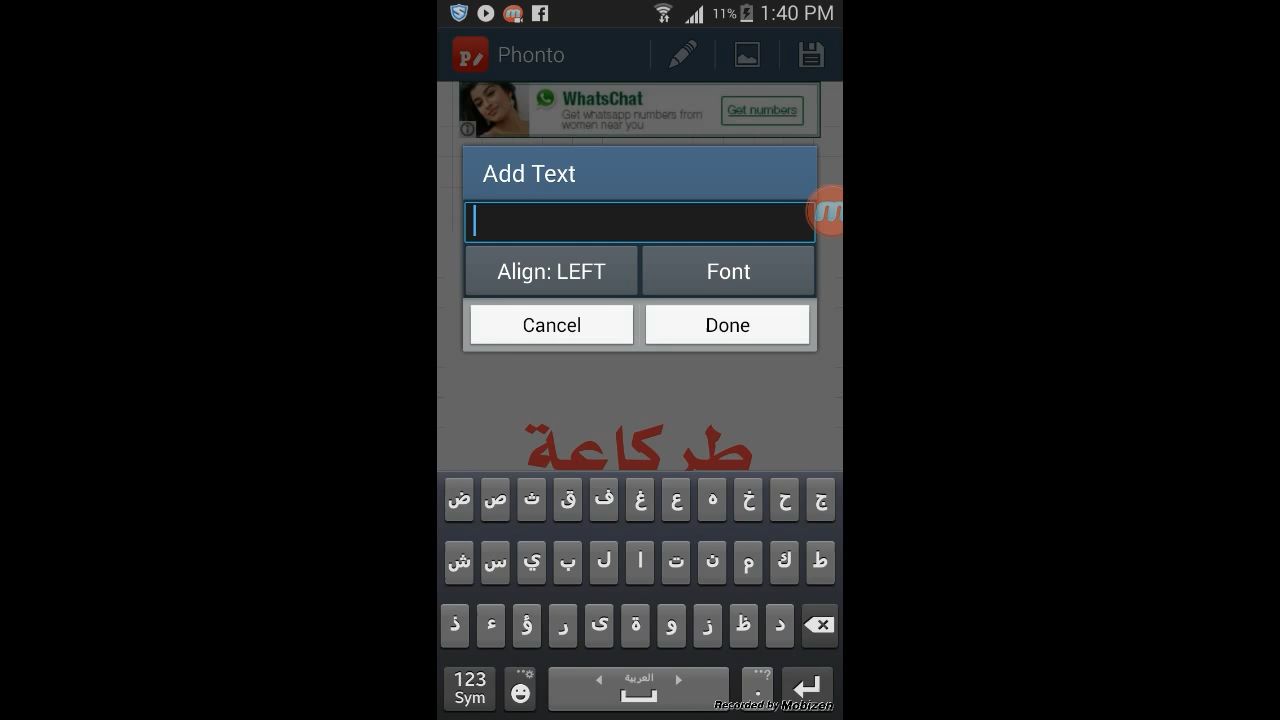 11% 1:40 PM
Phonto
WhatsChat
Get whatsapp numbers from
women near you
Get numbers
Add Text
Align: LEFT
Font
Cancel
Done
طركاعة
ض ص ث ق ف غ ع ه خ ح ج
ش س ي ب ل ا ت ن م ك ط
ذ ء ؤ ر ى ة و ز ظ د
123
Sym
العربية
.
Recorded by Mobizen